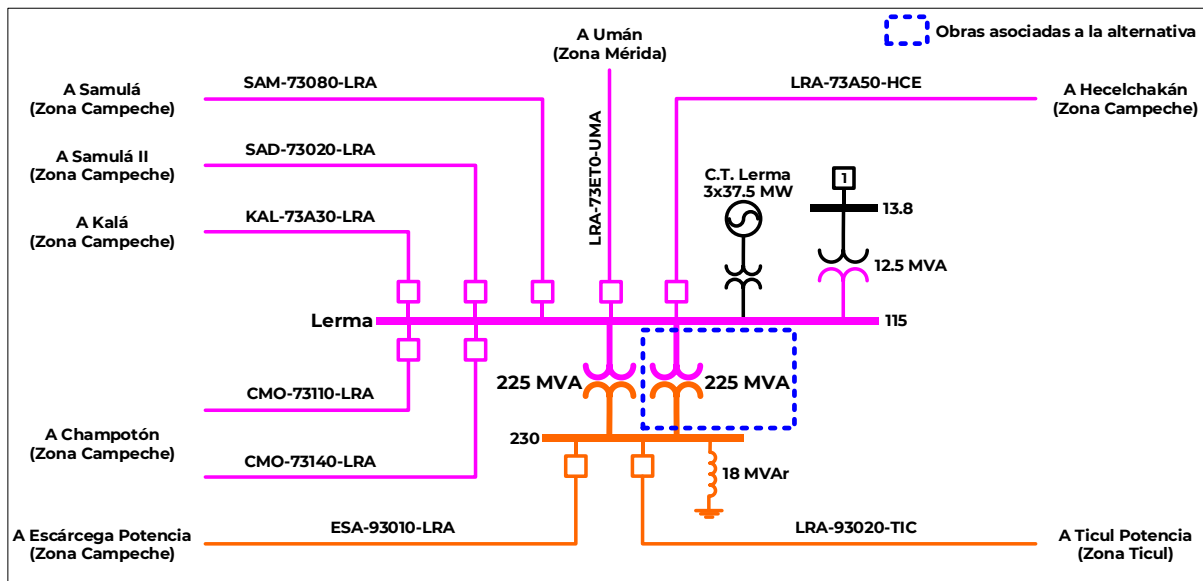 Obras asociadas a la alternativa
A Umán
(Zona Mérida)
A Samulá
(Zona Campeche)
SAM-73080-LRA
LRA-73A50-HCE
A Hecelchakán
(Zona Campeche)
A Samulá II
(Zona Campeche)
SAD-73020-LRA
LRA-73ET0-UMA
C.T. Lerma
3x37.5 MW
1
13.8
A Kalá
(Zona Campeche)
KAL-73A30-LRA
12.5 MVA
Lerma
115
225 MVA
225 MVA
CMO-73110-LRA
A Champotón
(Zona Campeche)
230
CMO-73140-LRA
18 MVAr
A Escárcega Potencia
(Zona Campeche)
ESA-93010-LRA
LRA-93020-TIC
A Ticul Potencia
(Zona Ticul)